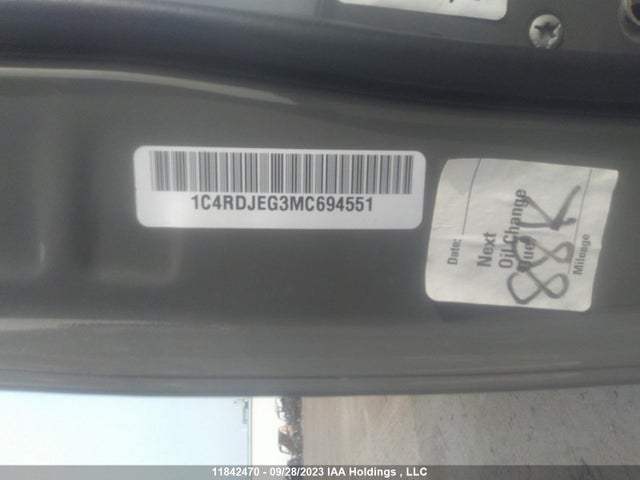 1C4RDJEG3MC694551
Date:
Next
Oil Change
Due:
88K
Mileage
11842470 - 09/28/2023 IAA Holdings , LLC